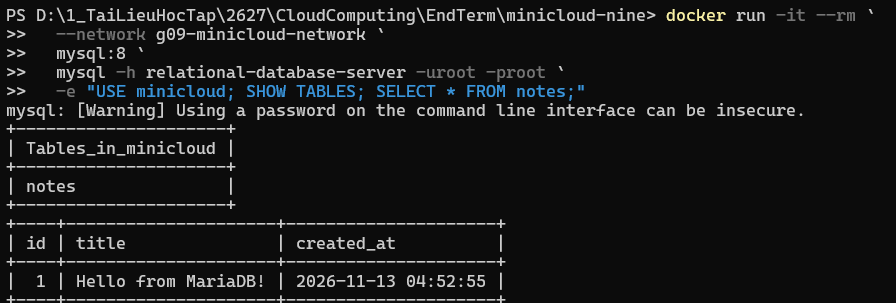 PS D:\1_TaiLieuHocTap\2627\CloudComputing\EndTerm\minicloud-nine> docker run -it --rm `
>>   --network g09-minicloud-network `
>>   mysql:8 `
>>   mysql -h relational-database-server -uroot -proot `
>>   -e "USE minicloud; SHOW TABLES; SELECT * FROM notes;"
mysql: [Warning] Using a password on the command line interface can be insecure.
+---------------------+
| Tables_in_minicloud |
+---------------------+
| notes               |
+---------------------+
+----+---------------------+---------------------+
| id | title               | created_at          |
+----+---------------------+---------------------+
|  1 | Hello from MariaDB! | 2026-11-13 04:52:55 |
+----+---------------------+---------------------+